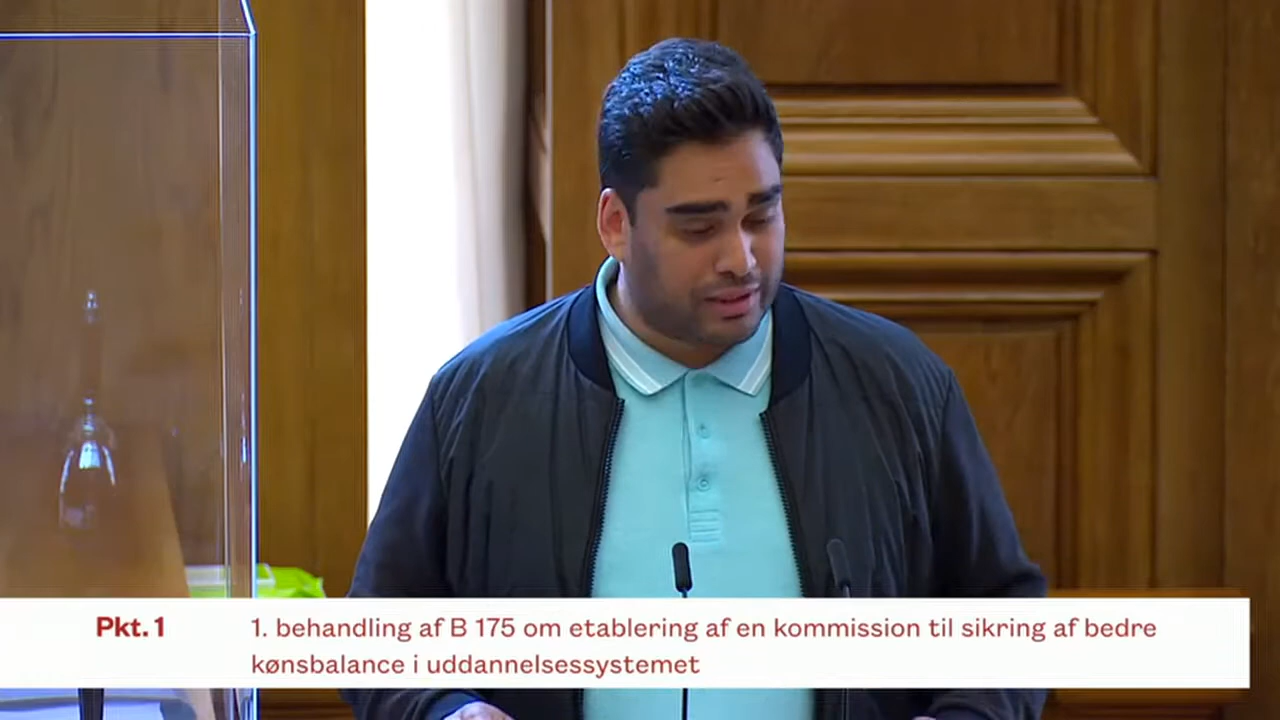 Pkt. 1
1. behandling af B 175 om etablering af en kommission til sikring af bedre
kønsbalance i uddannelsessystemet